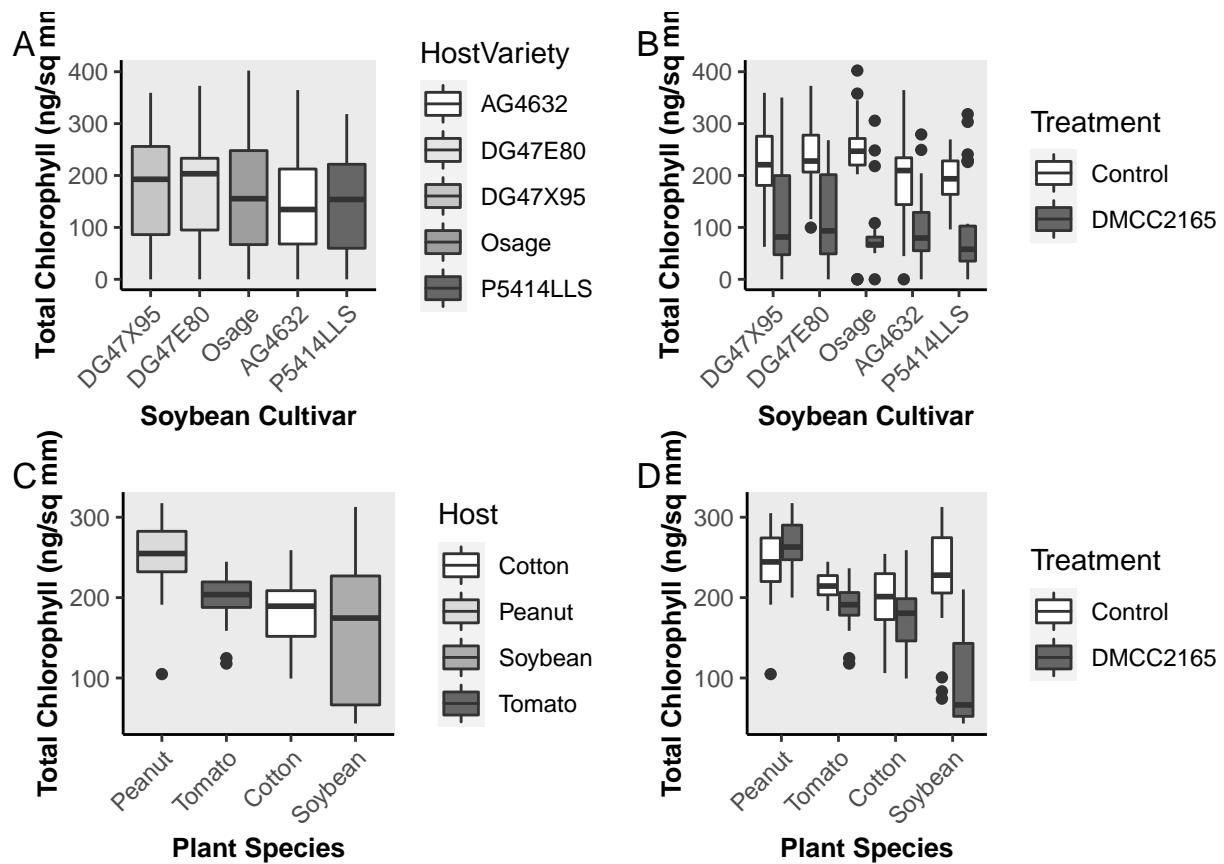 A
Total Chlorophyll (ng/sq mm
400
300
200
100
0
DG47X95
DG47E80
Osage
AG4632
P5414LLS
Soybean Cultivar
HostVariety
AG4632
DG47E80
DG47X95
Osage
P5414LLS
B
Total Chlorophyll (ng/sq mm
400
300
200
100
0
DG47X95
DG47E80
Osage
AG4632
P5414LLS
Soybean Cultivar
Treatment
Control
DMCC2165
C
Total Chlorophyll (ng/sq mm)
300
200
100
Peanut
Tomato
Cotton
Soybean
Plant Species
Host
Cotton
Peanut
Soybean
Tomato
D
Total Chlorophyll (ng/sq mm)
300
200
100
Peanut
Tomato
Cotton
Soybean
Plant Species
Treatment
Control
DMCC2165